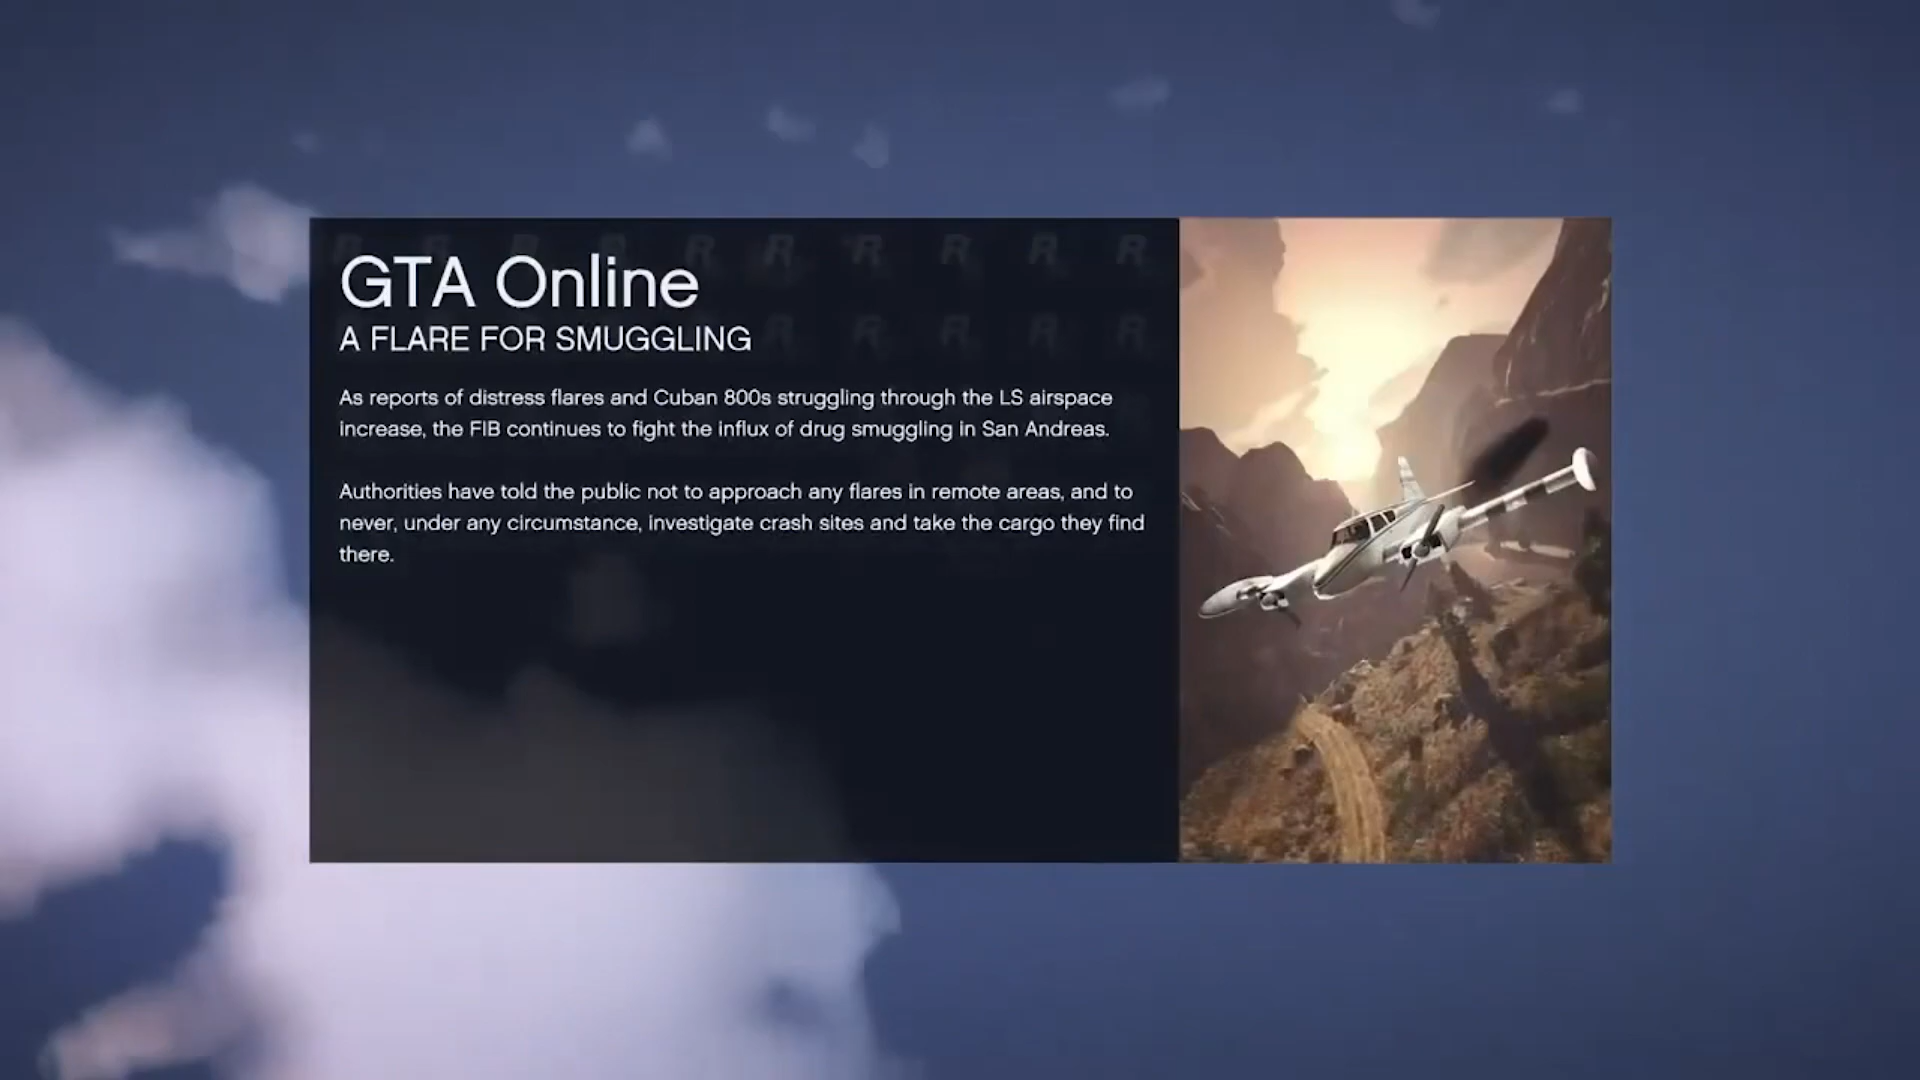 GTA Online
A FLARE FOR SMUGGLING
As reports of distress flares and Cuban 800s struggling through the LS airspace
increase, the FIB continues to fight the influx of drug smuggling in San Andreas.
Authorities have told the public not to approach any flares in remote areas, and to
never, under any circumstance, investigate crash sites and take the cargo they find
there.